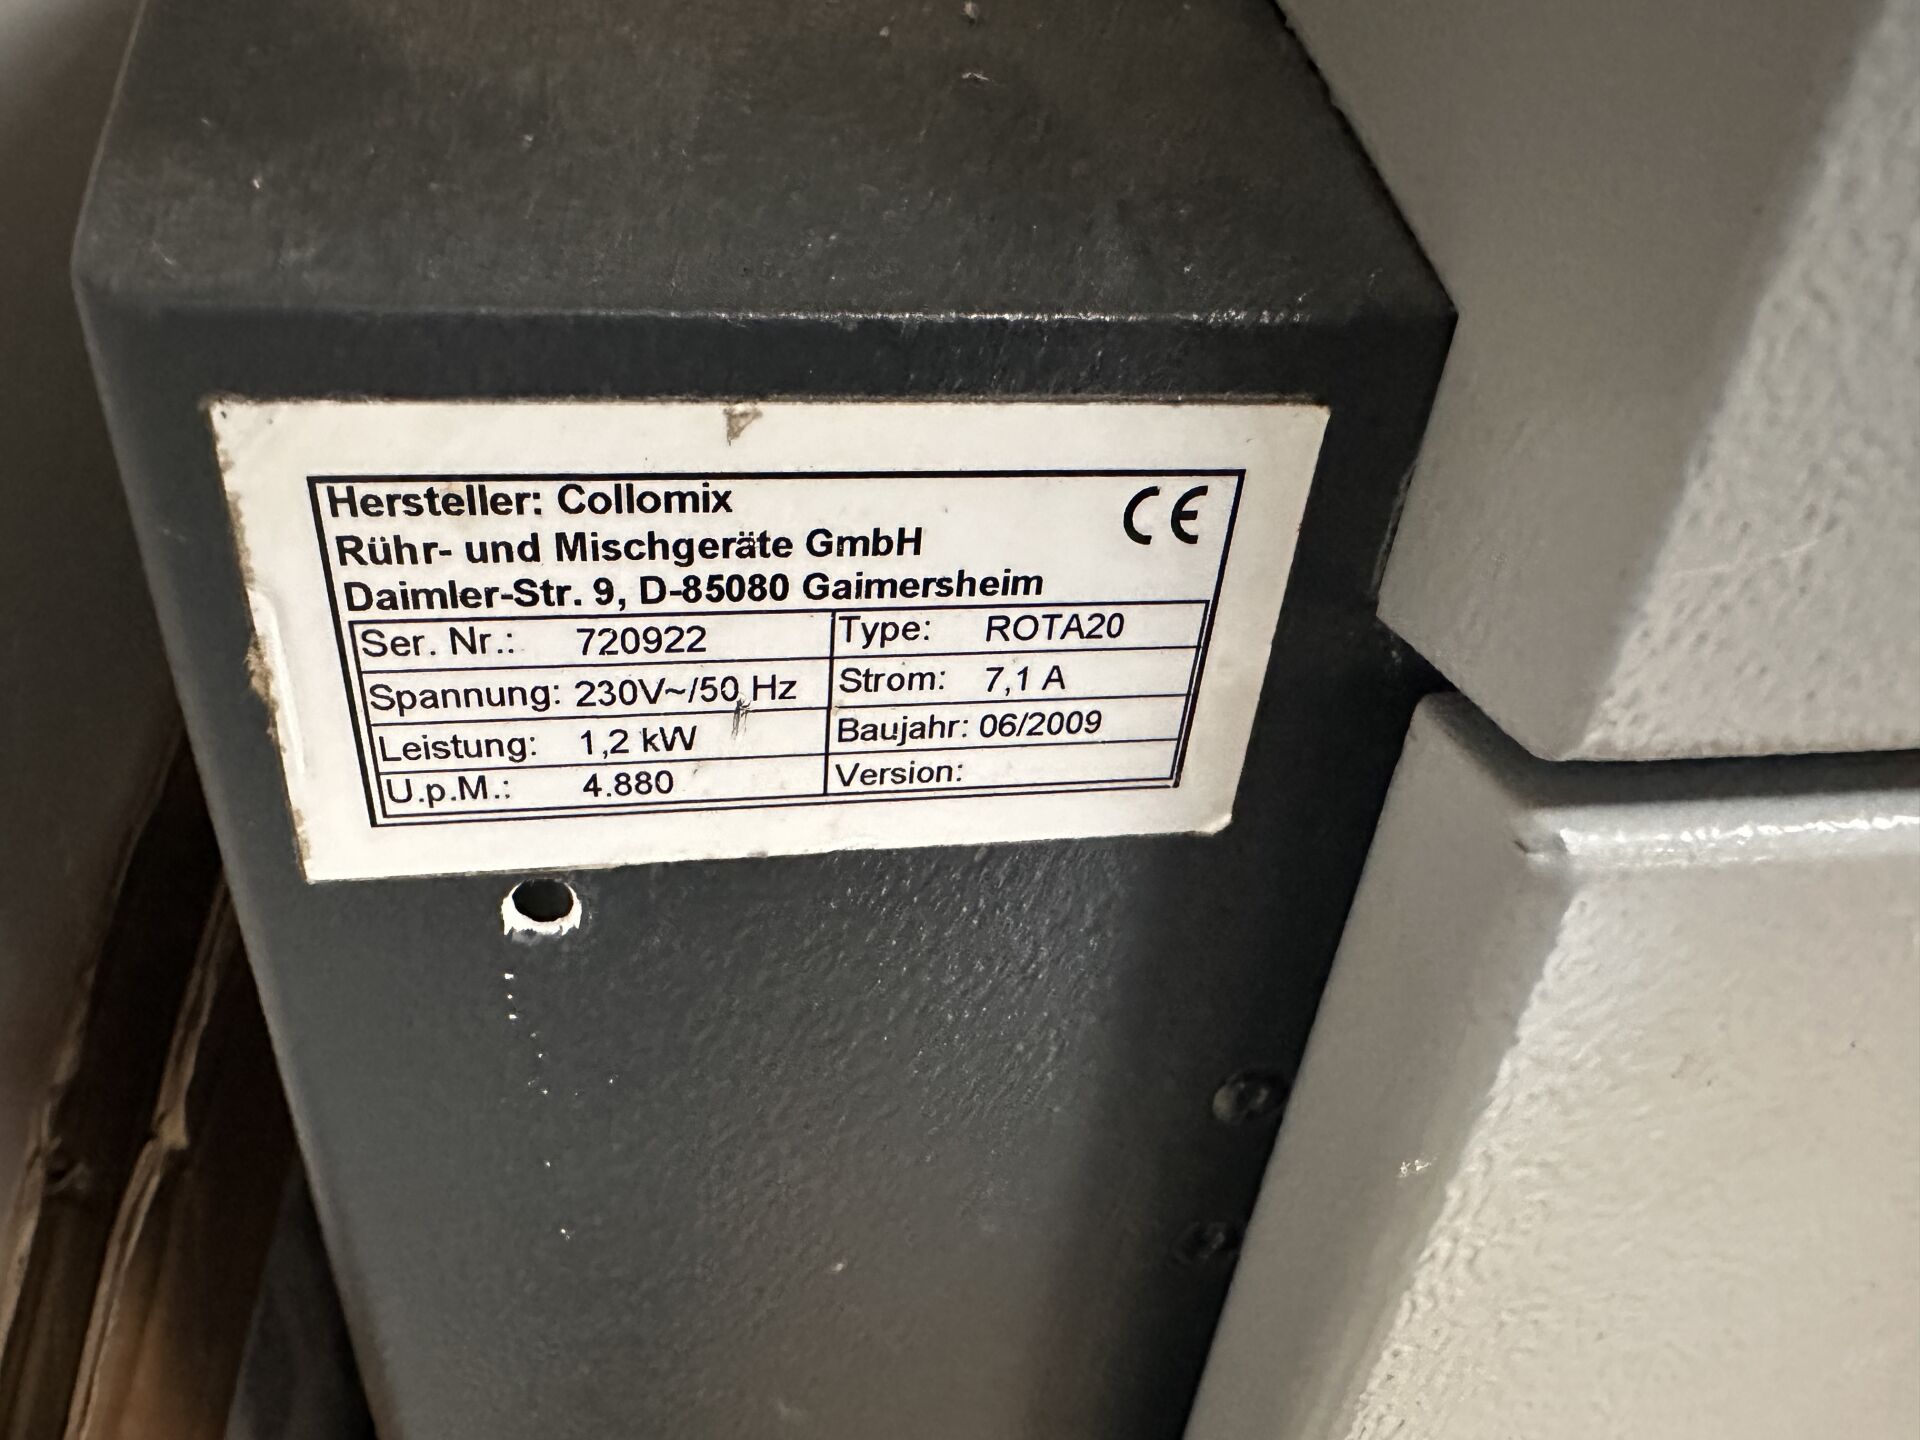 Hersteller: Collomix CE
Rühr- und Mischgeräte GmbH
Daimler-Str. 9, D-85080 Gaimersheim
Ser. Nr.: 720922 Type: ROTA20
Spannung: 230V~/50 Hz Strom: 7,1 A
Leistung: 1,2 kW Baujahr: 06/2009
U.p.M.: 4.880 Version: